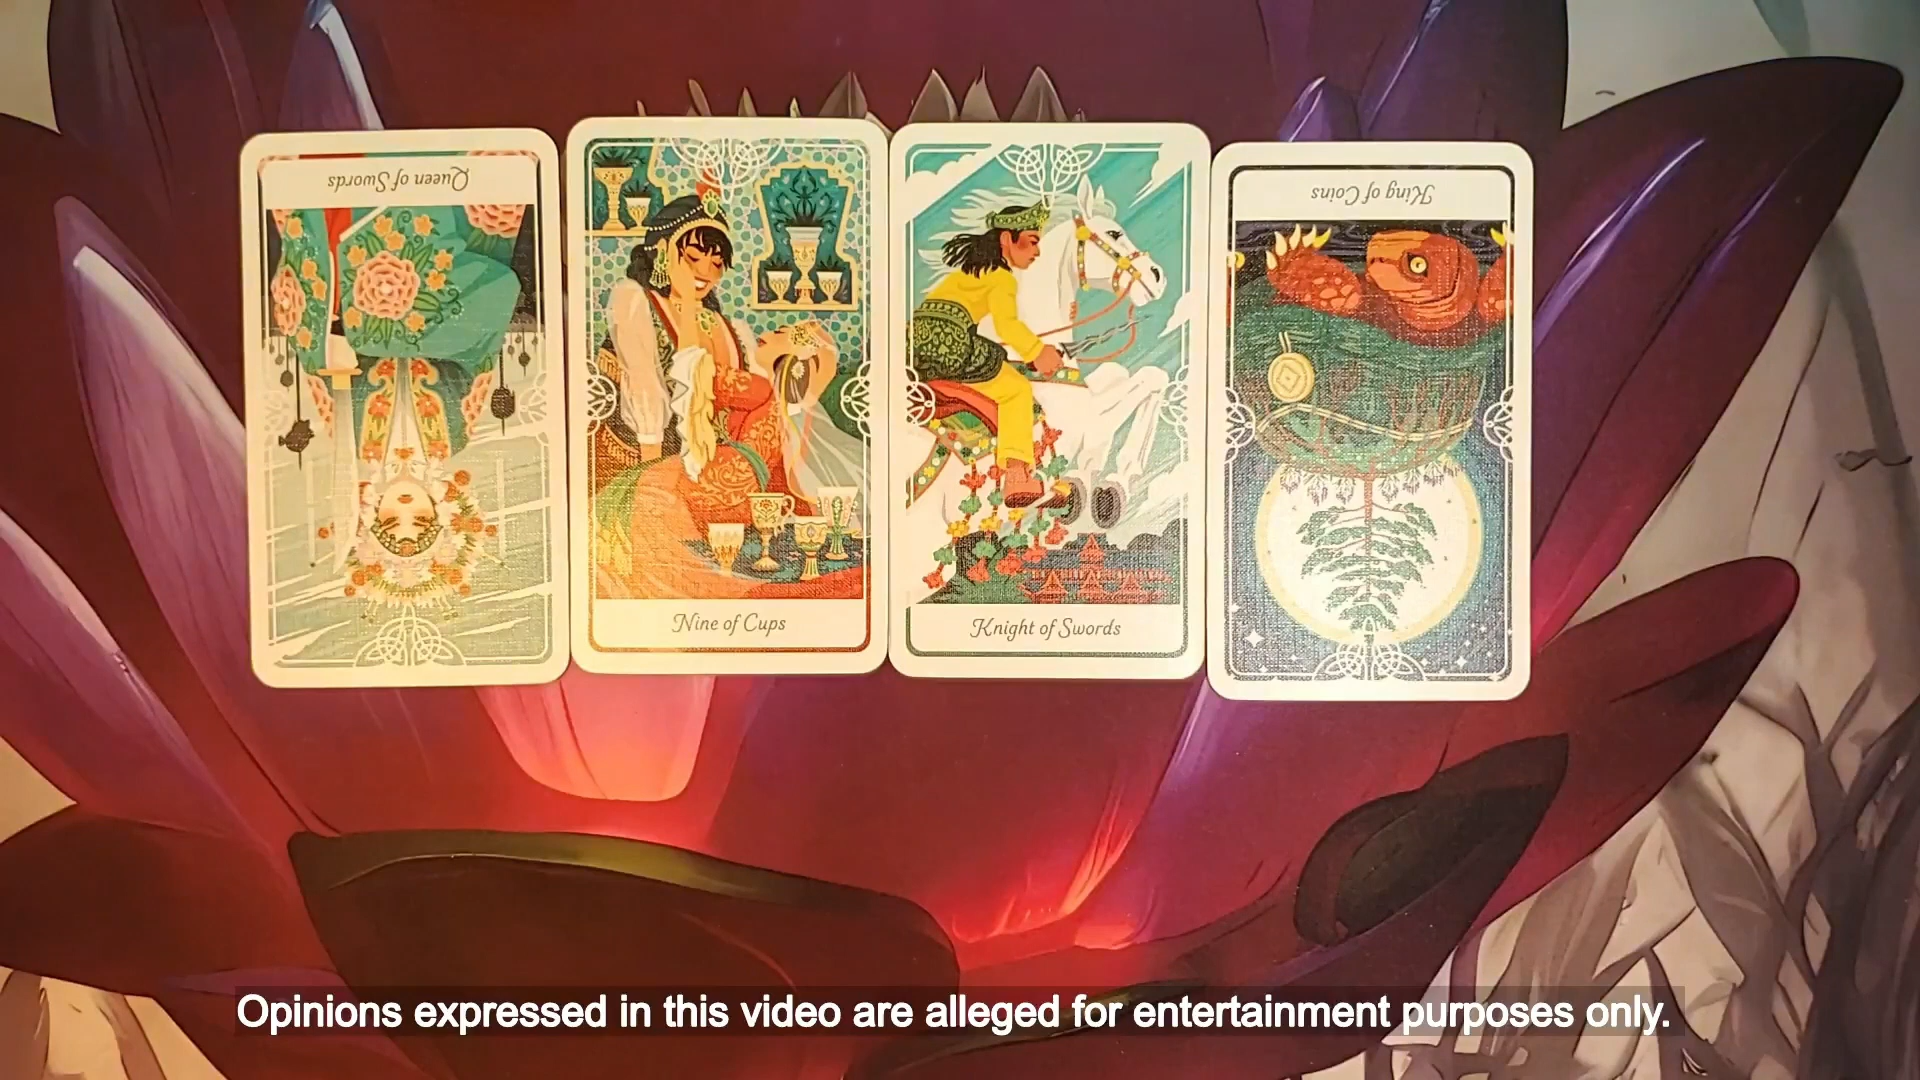 Queen of Swords
Nine of Cups
Knight of Swords
King of Coins
Opinions expressed in this video are alleged for entertainment purposes only.